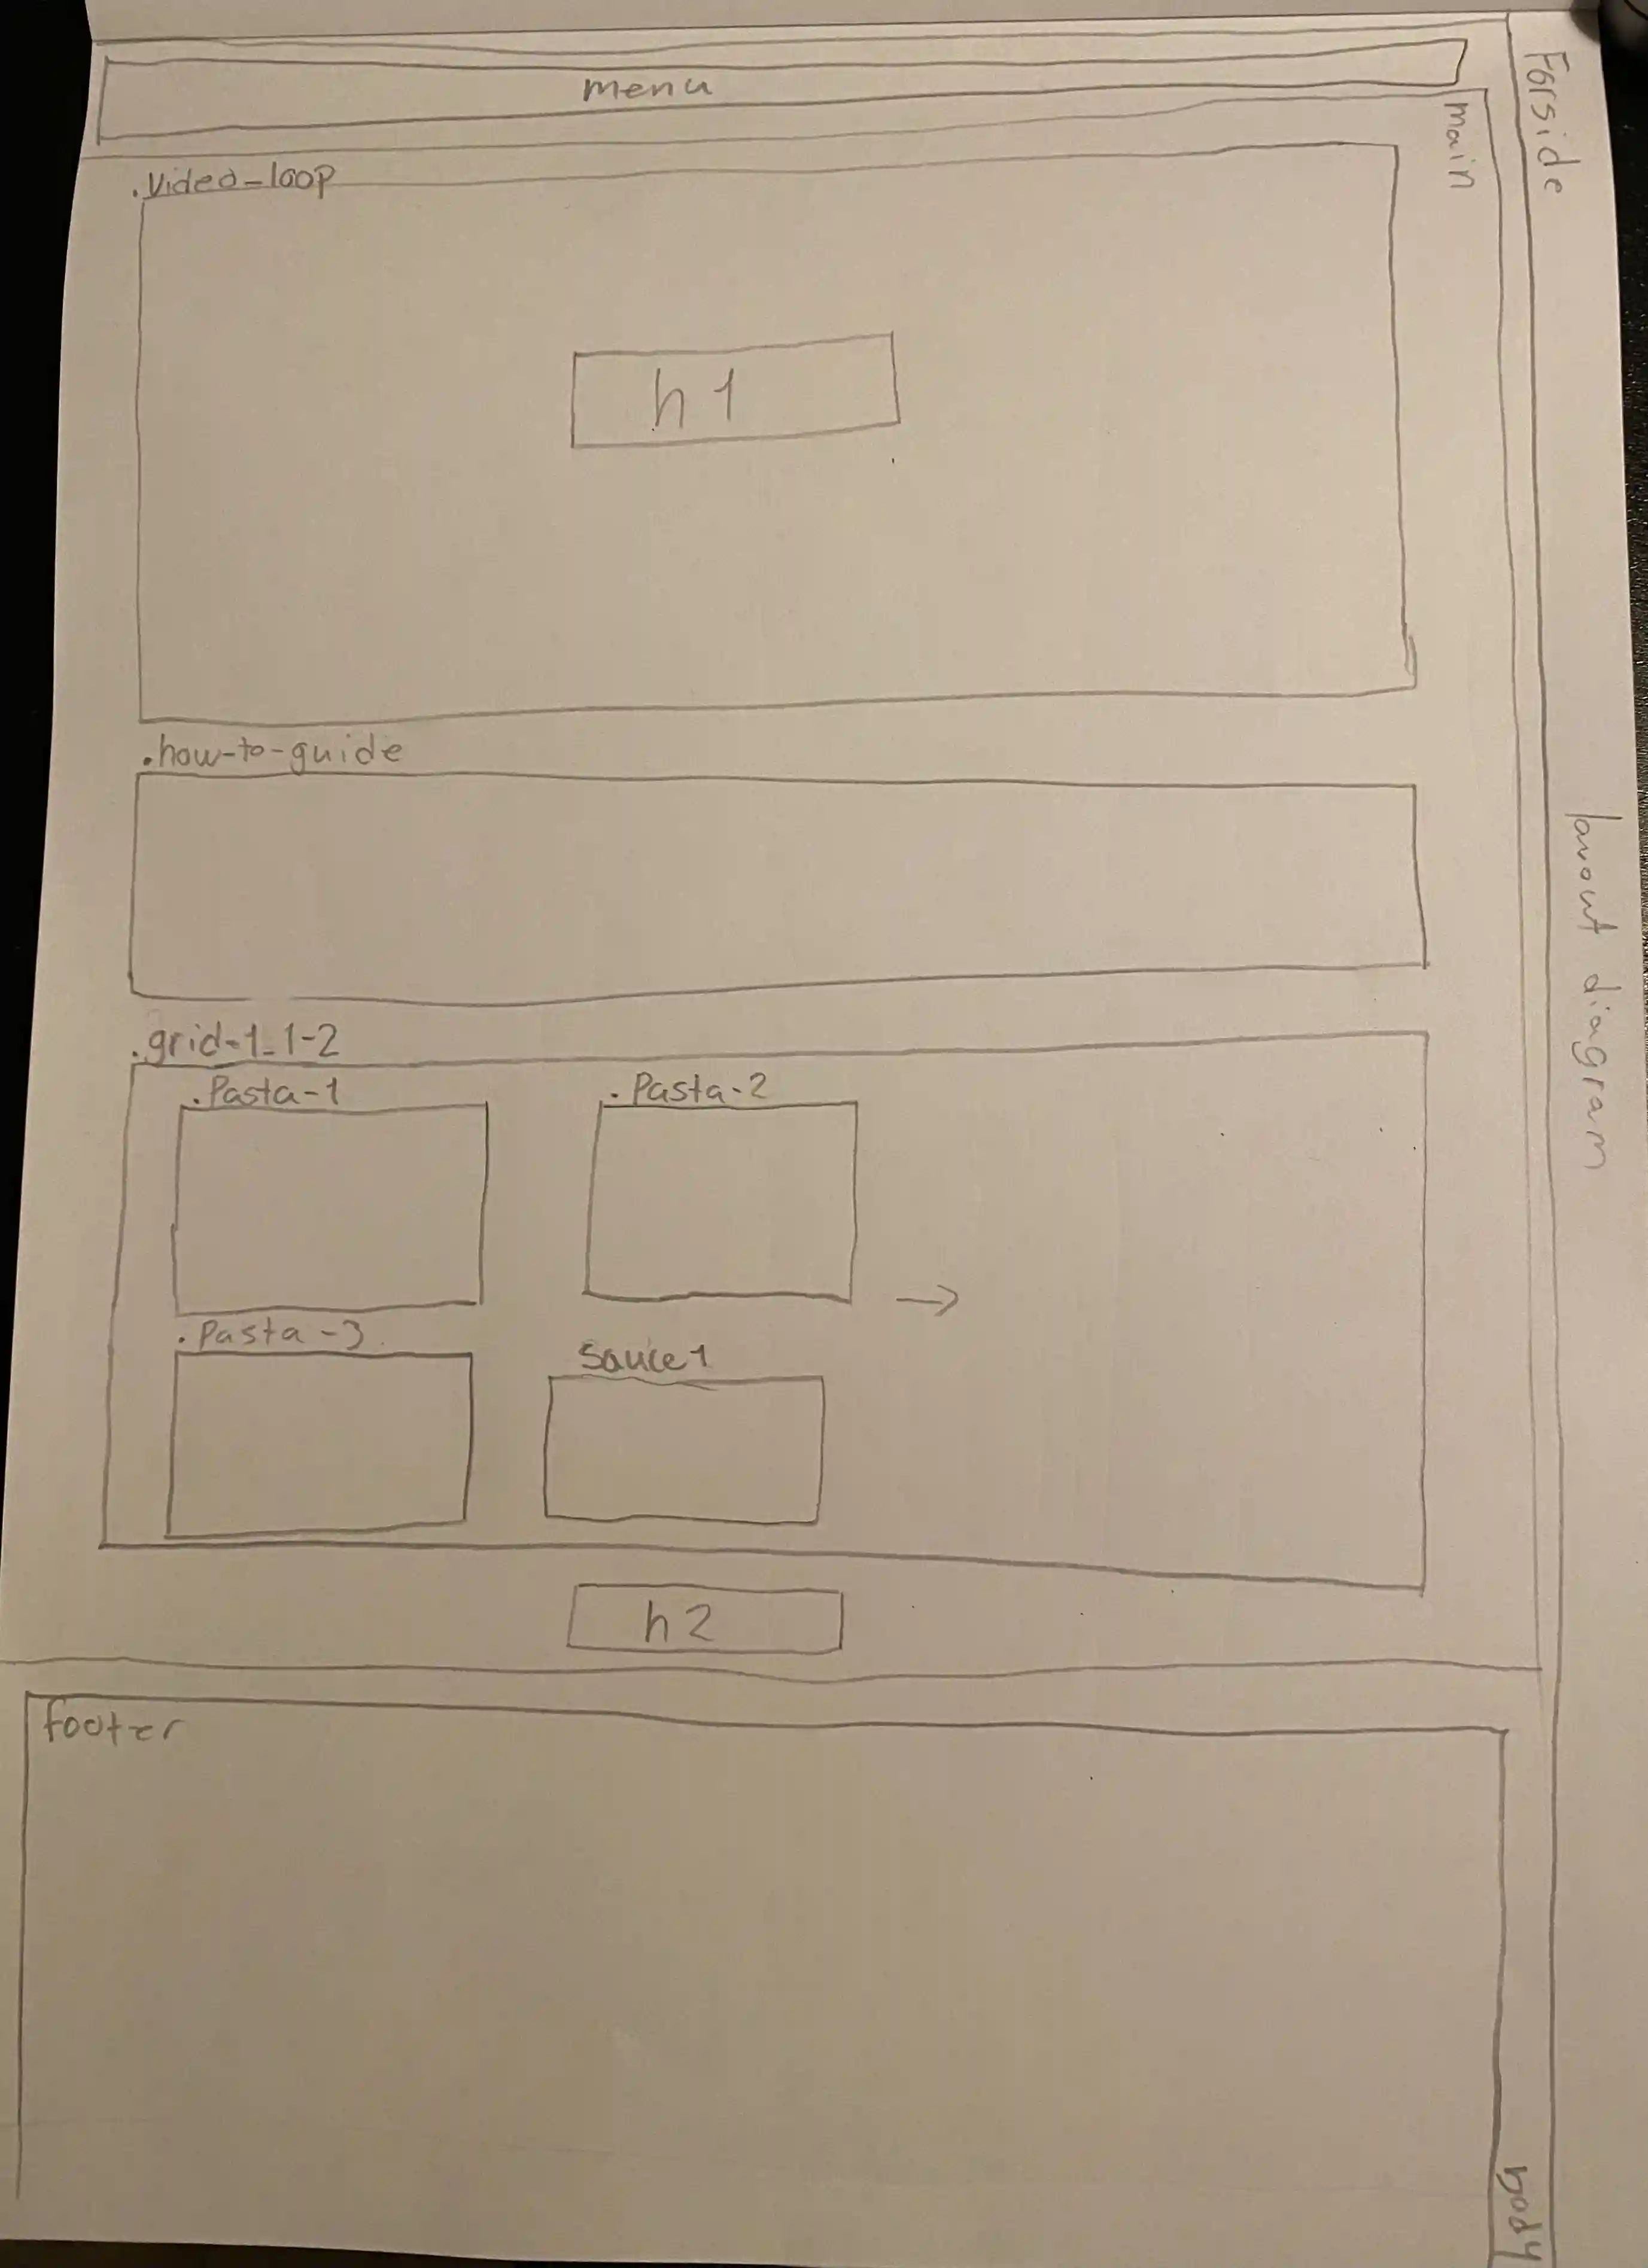 Forside
layout diagram
menu
main
.Video-loop
h1
.how-to-guide
.grid-1-1-2
.Pasta-1
.Pasta-2
→
.Pasta-3
Sauce1
h2
footer
body